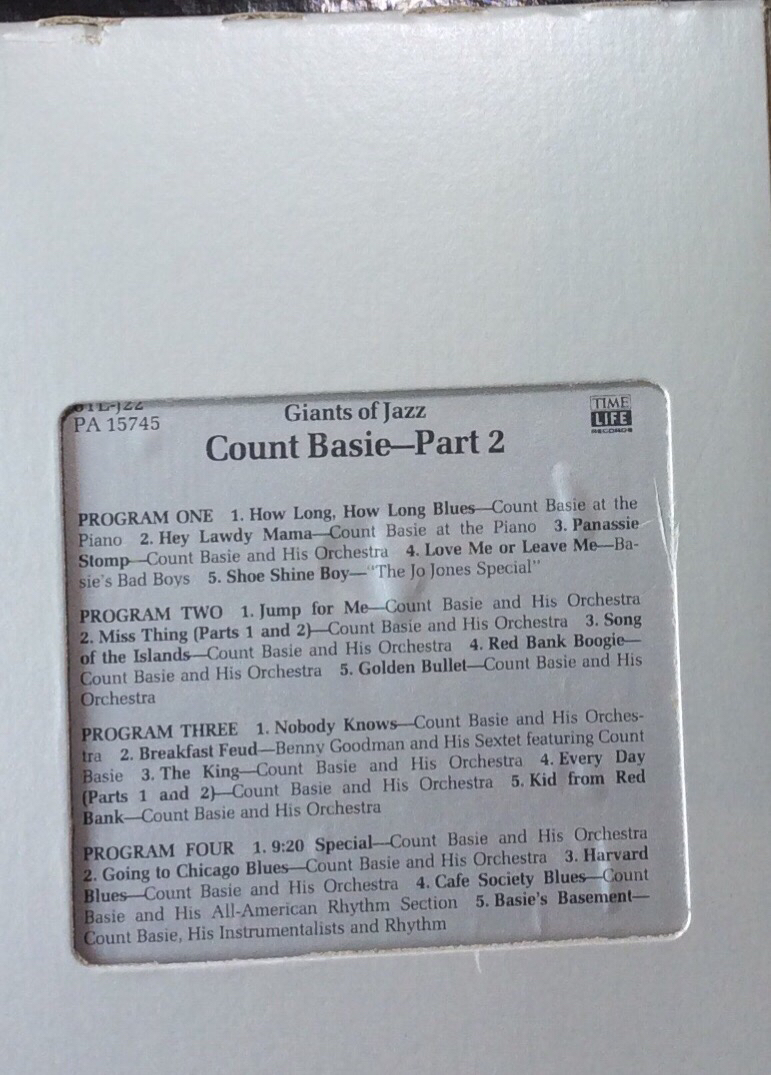 PA 15745
Giants of Jazz
Count Basie—Part 2
TIME
LIFE
RECORDS
PROGRAM ONE 1. How Long, How Long Blues—Count Basie at the
Piano 2. Hey Lawdy Mama—Count Basie at the Piano 3. Panassie
Stomp—Count Basie and His Orchestra 4. Love Me or Leave Me—Ba-
sie's Bad Boys 5. Shoe Shine Boy—"The Jo Jones Special"
PROGRAM TWO 1. Jump for Me—Count Basie and His Orchestra
2. Miss Thing (Parts 1 and 2)—Count Basie and His Orchestra 3. Song
of the Islands—Count Basie and His Orchestra 4. Red Bank Boogie—
Count Basie and His Orchestra 5. Golden Bullet—Count Basie and His
Orchestra
PROGRAM THREE 1. Nobody Knows—Count Basie and His Orches-
tra 2. Breakfast Feud—Benny Goodman and His Sextet featuring Count
Basie 3. The King—Count Basie and His Orchestra 4. Every Day
(Parts 1 and 2)—Count Basie and His Orchestra 5. Kid from Red
Bank—Count Basie and His Orchestra
PROGRAM FOUR 1. 9:20 Special—Count Basie and His Orchestra
2. Going to Chicago Blues—Count Basie and His Orchestra 3. Harvard
Blues—Count Basie and His Orchestra 4. Cafe Society Blues—Count
Basie and His All-American Rhythm Section 5. Basie's Basement—
Count Basie, His Instrumentalists and Rhythm